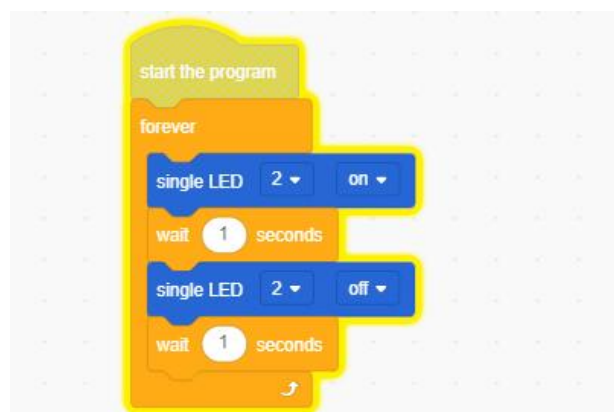 start the program
forever
single LED 2 on
wait 1 seconds
single LED 2 off
wait 1 seconds